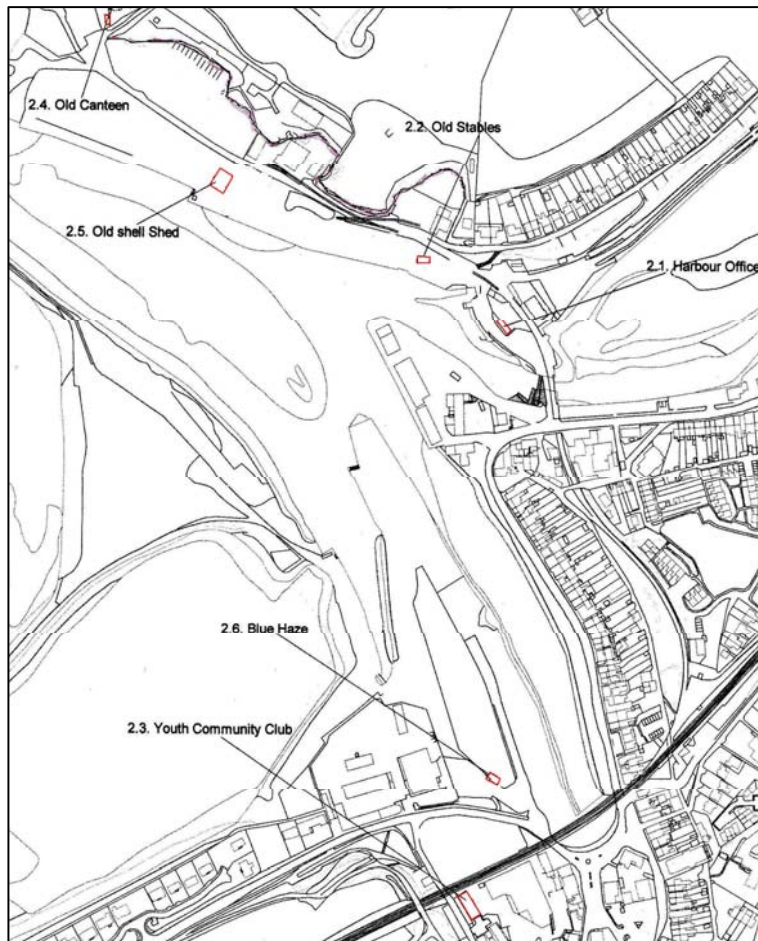 2.4. Old Canteen
2.2. Old Stables
2.5. Old shell Shed
2.1. Harbour Office
2.6. Blue Haze
2.3. Youth Community Club